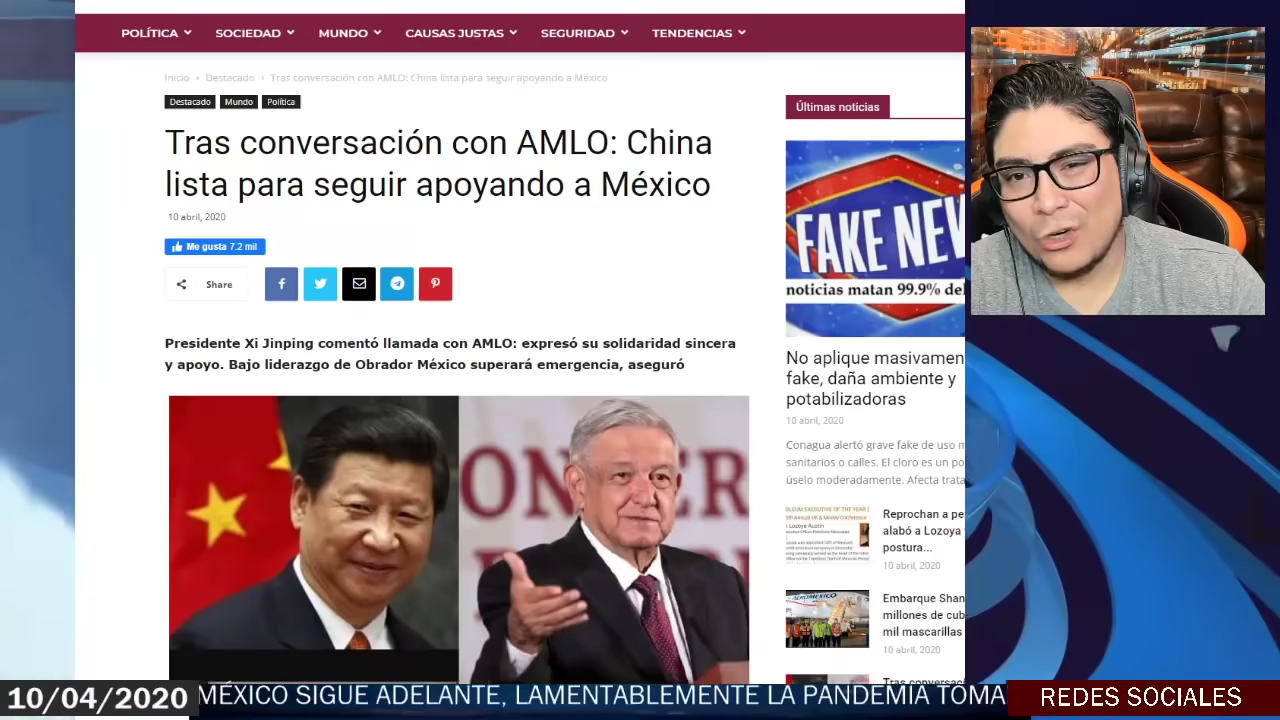 POLÍTICA
SOCIEDAD
MUNDO
CAUSAS JUSTAS
SEGURIDAD
TENDENCIAS
Inicio › Destacado › Tras conversación con AMLO: China lista para seguir apoyando a México
Destacado
Mundo
Política
Tras conversación con AMLO: China
lista para seguir apoyando a México
10 abril, 2020
Me gusta 7.2 mil
Share
Presidente Xi Jinping comentó llamada con AMLO: expresó su solidaridad sincera
y apoyo. Bajo liderazgo de Obrador México superará emergencia, aseguró
Últimas noticias
FAKE NEW
noticias matan 99.9% del
No aplique masivamen
fake, daña ambiente y
potabilizadoras
10 abril, 2020
Conagua alertó grave fake de uso m
sanitarios o calles. El cloro es un po
úselo moderadamente. Afecta trata
Reprochan a pe
alabó a Lozoya
postura...
10 abril, 2020
AEROMEXICO
Embarque Shan
millones de cub
mil mascarillas
10 abril, 2020
Tras conversaci
10/04/2020
MÉXICO SIGUE ADELANTE, LAMENTABLEMENTE LA PANDEMIA TOMA
REDES SOCIALES